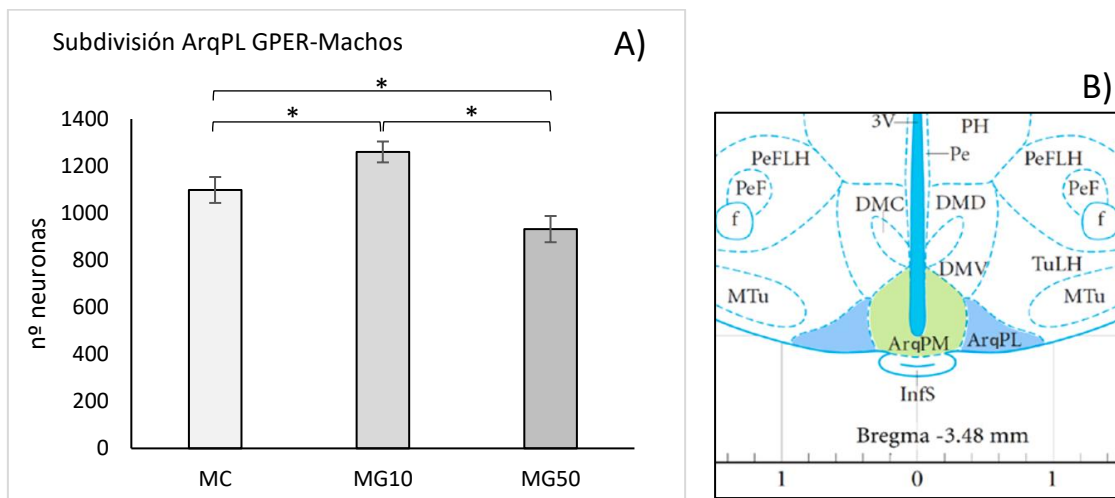 Subdivisión ArqPL GPER-Machos
A)
*
* *
nº neuronas
1400
1200
1000
800
600
400
200
0
MC MG10 MG50
B)
3V PH
Pe
PeFLH PeFLH
PeF PeF
f f
DMC DMD
DMV TuLH
MTu MTu
ArqPM ArqPL
InfS
Bregma -3.48 mm
1 0 1